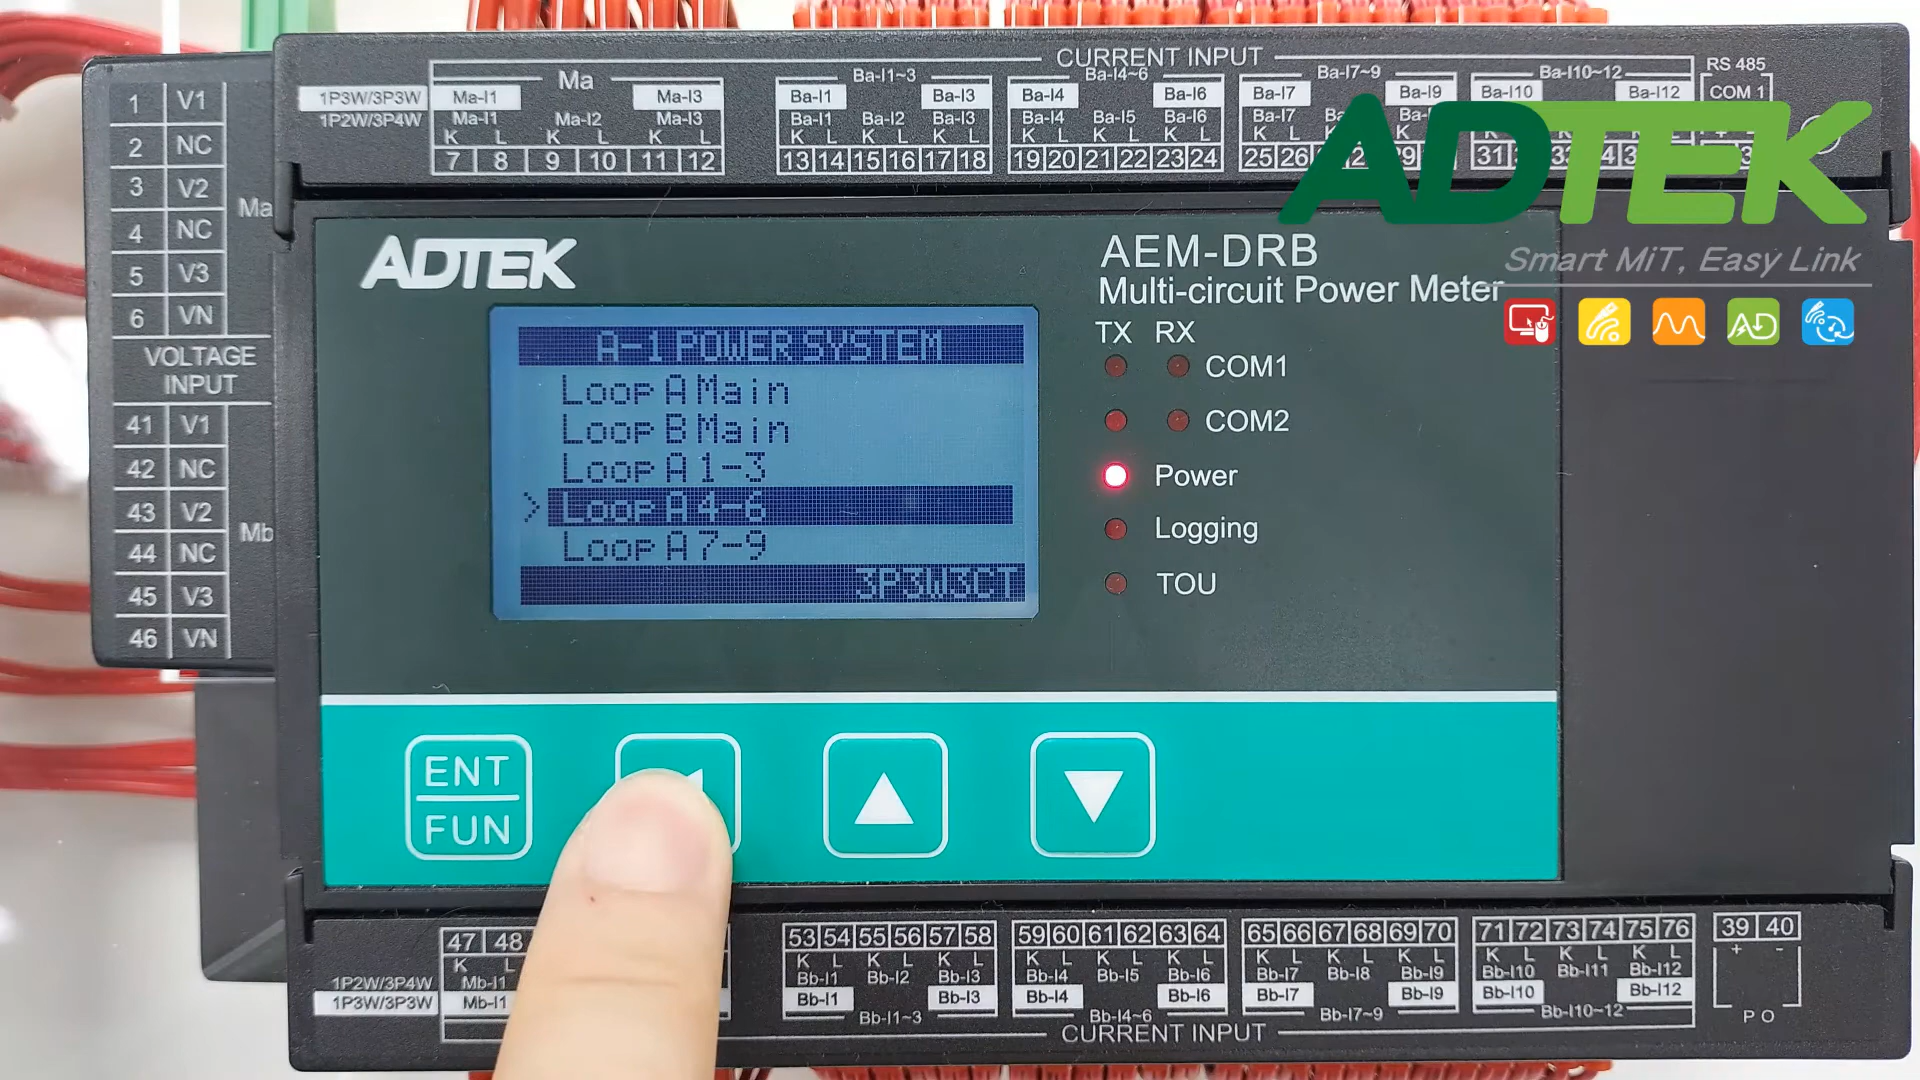 CURRENT INPUT
RS 485
COM 1
Ma
Ba-I1~3
Ba-I4~6
Ba-I7~9
Ba-I10~12
1P3W/3P3W
Ma-I1
Ma-I3
Ba-I1
Ba-I3
Ba-I4
Ba-I6
Ba-I7
Ba-I9
Ba-I10
Ba-I12
1P2W/3P4W
Ma-I1 Ma-I2 Ma-I3
Ba-I1 Ba-I2 Ba-I3
Ba-I4 Ba-I5 Ba-I6
Ba-I7
K L K L K L
K L K L K L
K L K L K L
K L
7 8 9 10 11 12
13 14 15 16 17 18
19 20 21 22 23 24
25 26
31
1 V1
2 NC
3 V2
4 NC
5 V3
6 VN
Ma
VOLTAGE
INPUT
41 V1
42 NC
43 V2
44 NC
45 V3
46 VN
Mb
ADTEK
Smart MiT, Easy Link
ADTEK
AEM-DRB
Multi-circuit Power Meter
TX RX
COM1
COM2
Power
Logging
TOU
A-1 POWER SYSTEM
Loop A Main
Loop B Main
Loop A 1-3
> Loop A 4-6
Loop A 7-9
3P3W3CT
ENT
FUN
47 48
53 54 55 56 57 58
59 60 61 62 63 64
65 66 67 68 69 70
71 72 73 74 75 76
39 40
+ -
K L
K L K L K L
K L K L K L
K L K L K L
K L K L K L
1P2W/3P4W
Mb-I1
Bb-I1 Bb-I2 Bb-I3
Bb-I4 Bb-I5 Bb-I6
Bb-I7 Bb-I8 Bb-I9
Bb-I10 Bb-I11 Bb-I12
1P3W/3P3W
Mb-I1
Bb-I1 Bb-I3
Bb-I4 Bb-I6
Bb-I7 Bb-I9
Bb-I10 Bb-I12
Bb-I1~3
Bb-I4~6
Bb-I7~9
Bb-I10~12
P O
CURRENT INPUT